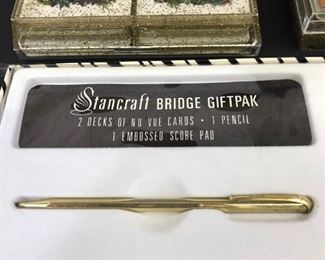 Stancraft BRIDGE GIFTPAK
2 DECKS OF NU VUE CARDS · 1 PENCIL
1 EMBOSSED SCORE PAD